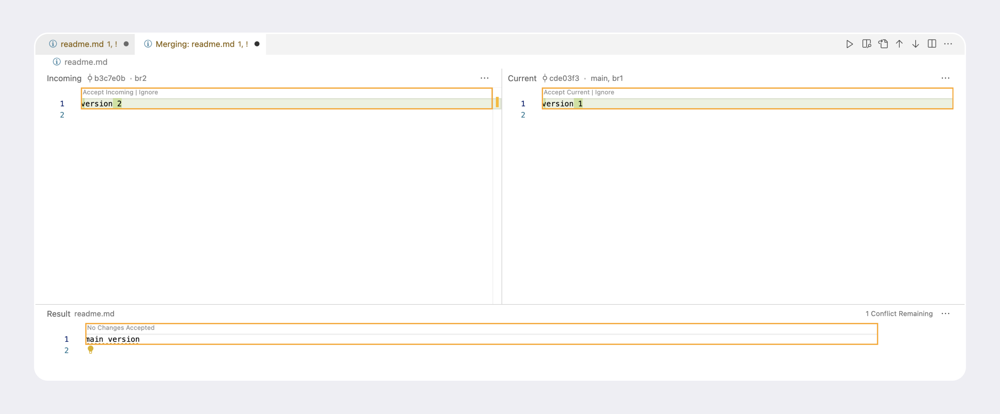 readme.md 1, !
Merging: readme.md 1, !
readme.md
Incoming b3c7e0b • br2
Accept Incoming | Ignore
1 version 2
2
Current cde03f3 • main, br1
Accept Current | Ignore
1 version 1
2
Result readme.md
1 Conflict Remaining
No Changes Accepted
1 main version
2